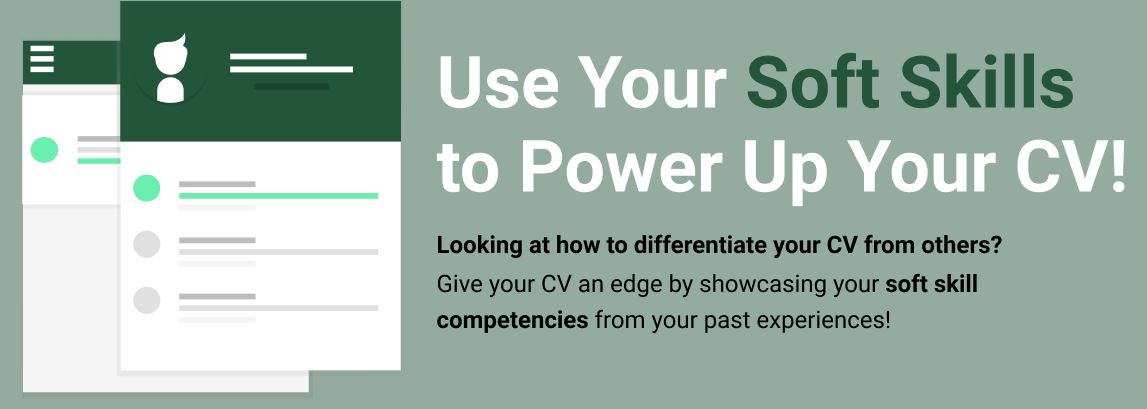 Use Your Soft Skills
to Power Up Your CV!
Looking at how to differentiate your CV from others?
Give your CV an edge by showcasing your soft skill
competencies from your past experiences!